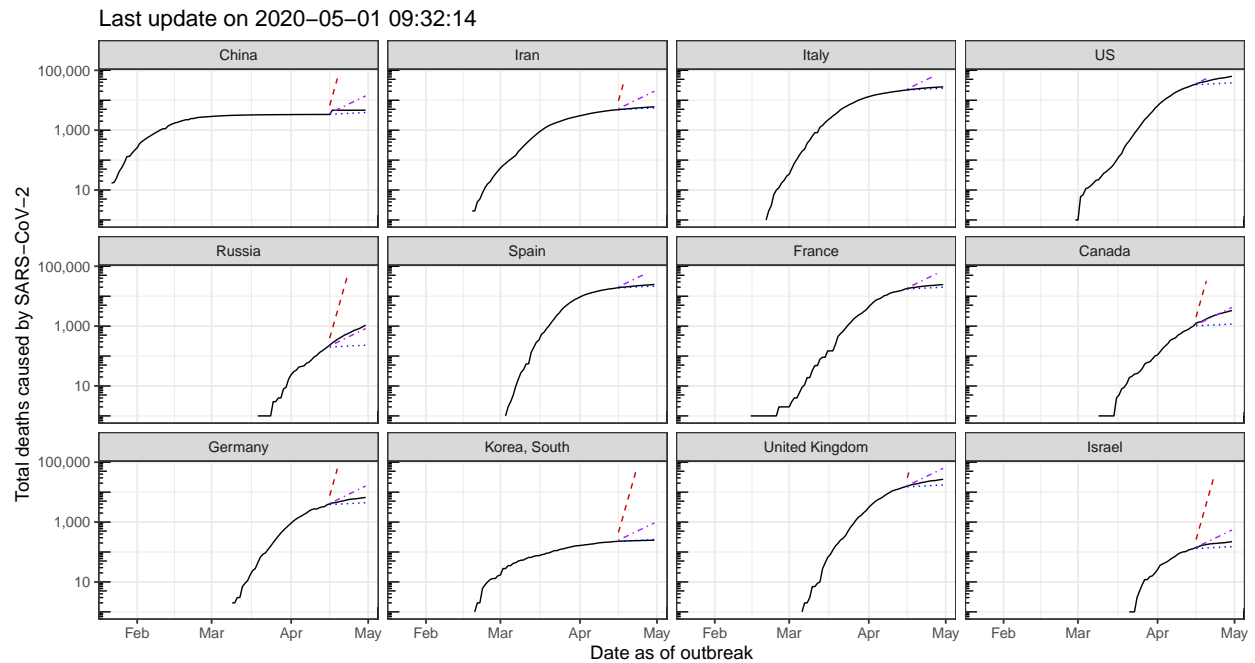 Last update on 2020−05−01 09:32:14
China
Iran
Italy
US
100,000
1,000
10
Russia
Spain
France
Canada
100,000
1,000
10
Germany
Korea, South
United Kingdom
Israel
100,000
1,000
10
Feb Mar Apr May Feb Mar Apr May Feb Mar Apr May Feb Mar Apr May
Date as of outbreak
Total deaths caused by SARS−CoV−2